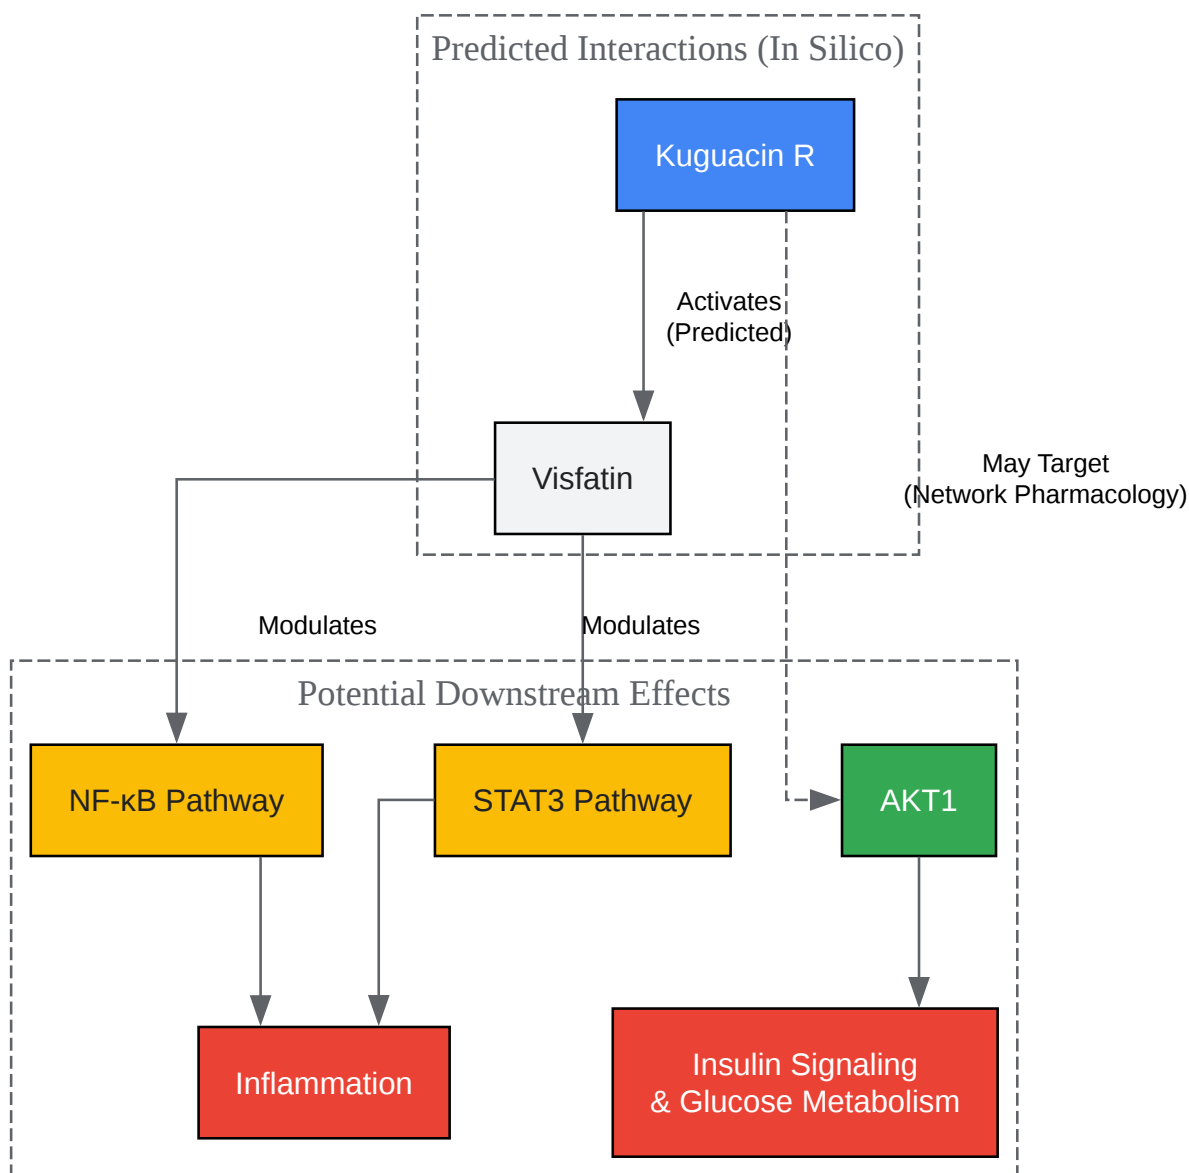 Predicted Interactions (In Silico)
Kuguacin R
Activates
(Predicted)
Visfatin
May Target
(Network Pharmacology)
Modulates
Modulates
Potential Downstream Effects
NF-κB Pathway
STAT3 Pathway
AKT1
Inflammation
Insulin Signaling
& Glucose Metabolism